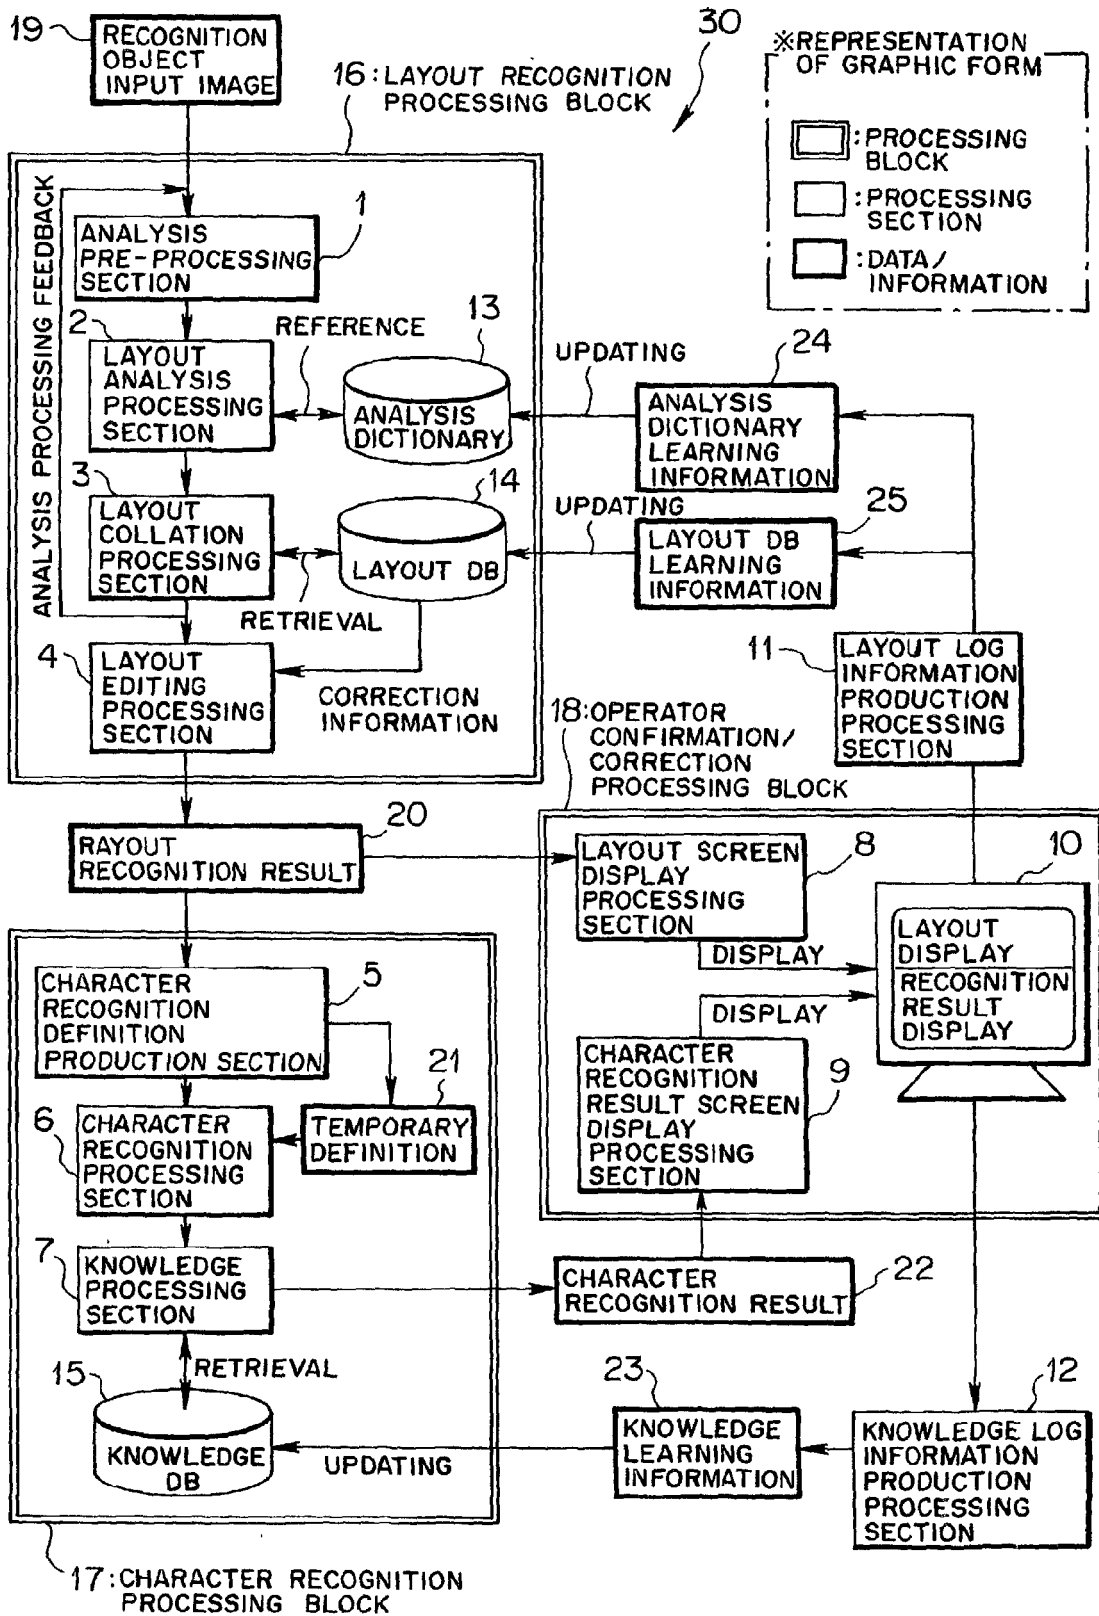 19
RECOGNITION
OBJECT
INPUT IMAGE
16:LAYOUT RECOGNITION
PROCESSING BLOCK
30
※REPRESENTATION
OF GRAPHIC FORM
:PROCESSING
BLOCK
:PROCESSING
SECTION
:DATA/
INFORMATION
ANALYSIS PROCESSING FEEDBACK
1
ANALYSIS
PRE-PROCESSING
SECTION
2
LAYOUT
ANALYSIS
PROCESSING
SECTION
REFERENCE
13
ANALYSIS
DICTIONARY
UPDATING
24
ANALYSIS
DICTIONARY
LEARNING
INFORMATION
3
LAYOUT
COLLATION
PROCESSING
SECTION
RETRIEVAL
14
LAYOUT DB
UPDATING
25
LAYOUT DB
LEARNING
INFORMATION
4
LAYOUT
EDITING
PROCESSING
SECTION
CORRECTION
INFORMATION
11
LAYOUT LOG
INFORMATION
PRODUCTION
PROCESSING
SECTION
18:OPERATOR
CONFIRMATION/
CORRECTION
PROCESSING BLOCK
20
RAYOUT
RECOGNITION RESULT
8
LAYOUT SCREEN
DISPLAY
PROCESSING
SECTION
DISPLAY
10
LAYOUT
DISPLAY
RECOGNITION
RESULT
DISPLAY
DISPLAY
9
CHARACTER
RECOGNITION
RESULT SCREEN
DISPLAY
PROCESSING
SECTION
5
CHARACTER
RECOGNITION
DEFINITION
PRODUCTION SECTION
21
TEMPORARY
DEFINITION
6
CHARACTER
RECOGNITION
PROCESSING
SECTION
7
KNOWLEDGE
PROCESSING
SECTION
CHARACTER
RECOGNITION RESULT
22
RETRIEVAL
15
KNOWLEDGE
DB
UPDATING
23
KNOWLEDGE
LEARNING
INFORMATION
12
KNOWLEDGE LOG
INFORMATION
PRODUCTION
PROCESSING
SECTION
17:CHARACTER RECOGNITION
PROCESSING BLOCK